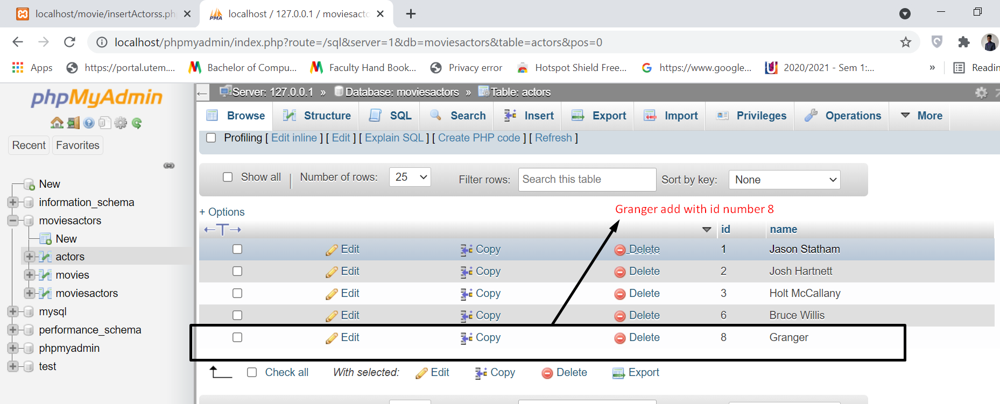 localhost/movie/insertActorss.ph
localhost / 127.0.0.1 / moviesacto
localhost/phpmyadmin/index.php?route=/sql&server=1&db=moviesactors&table=actors&pos=0
Apps https://portal.utem.... Bachelor of Compu... Faculty Hand Book... Privacy error Hotspot Shield Free... https://www.google... 2020/2021 - Sem 1:... » Readin
phpMyAdmin
Recent Favorites
New
information_schema
moviesactors
New
actors
movies
moviesactors
mysql
performance_schema
phpmyadmin
test
Server: 127.0.0.1 » Database: moviesactors » Table: actors
Browse Structure SQL Search Insert Export Import Privileges Operations More
Profiling [ Edit inline ] [ Edit ] [ Explain SQL ] [ Create PHP code ] [ Refresh ]
Show all Number of rows: 25 Filter rows: Search this table Sort by key: None
+ Options
Granger add with id number 8
id name
Edit Copy Delete 1 Jason Statham
Edit Copy Delete 2 Josh Hartnett
Edit Copy Delete 3 Holt McCallany
Edit Copy Delete 6 Bruce Willis
Edit Copy Delete 8 Granger
Check all With selected: Edit Copy Delete Export